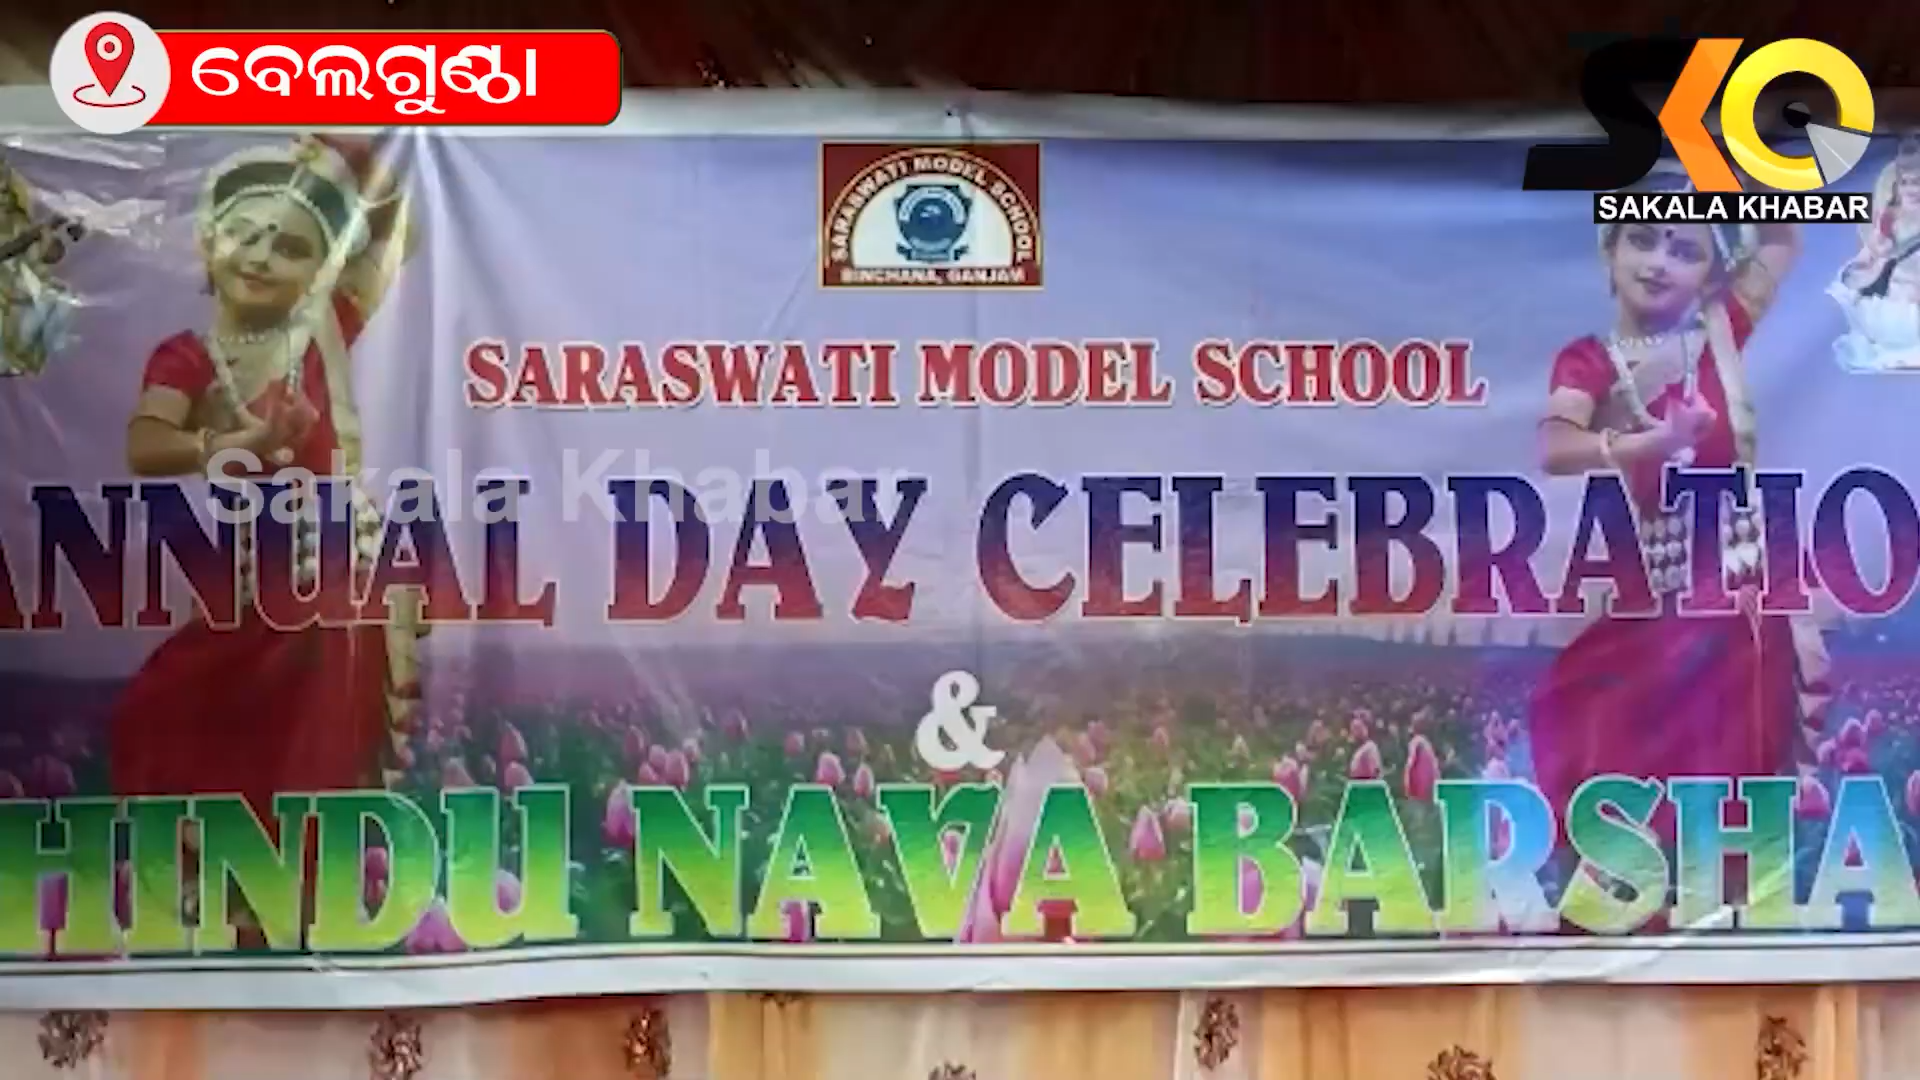 ବେଲଗୁଣ୍ଠା
SKQ
SAKALA KHABAR
SARASWATI MODEL SCHOOL
BINCHANA, GANJAM
SARASWATI MODEL SCHOOL
Sakala Khabar
ANNUAL DAY CELEBRATIO
&
HINDU NAVA BARSHA